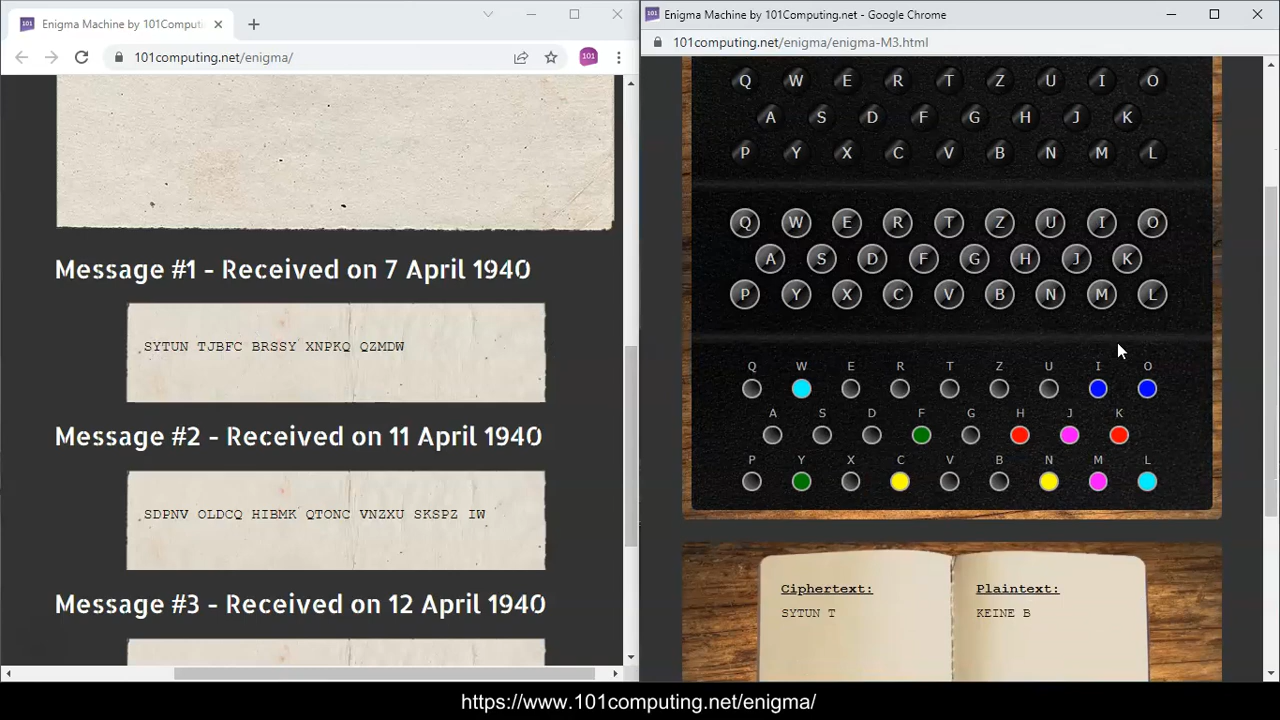 Enigma Machine by 101Comput
101computing.net/enigma/
101
Message #1 - Received on 7 April 1940
SYTUN TJBFC BRSSY XNPKQ QZMDW
Message #2 - Received on 11 April 1940
SDPNV OLDCQ HIBMK QTONC VNZXU SKSPZ IW
Message #3 - Received on 12 April 1940
Enigma Machine by 101Computing.net - Google Chrome
101computing.net/enigma/enigma-M3.html
Q W E R T Z U I O
A S D F G H J K
P Y X C V B N M L
Q W E R T Z U I O
A S D F G H J K
P Y X C V B N M L
Q W E R T Z U I O
A S D F G H J K
P Y X C V B N M L
Ciphertext: Plaintext:
SYTUN T KEINE B
https://www.101computing.net/enigma/